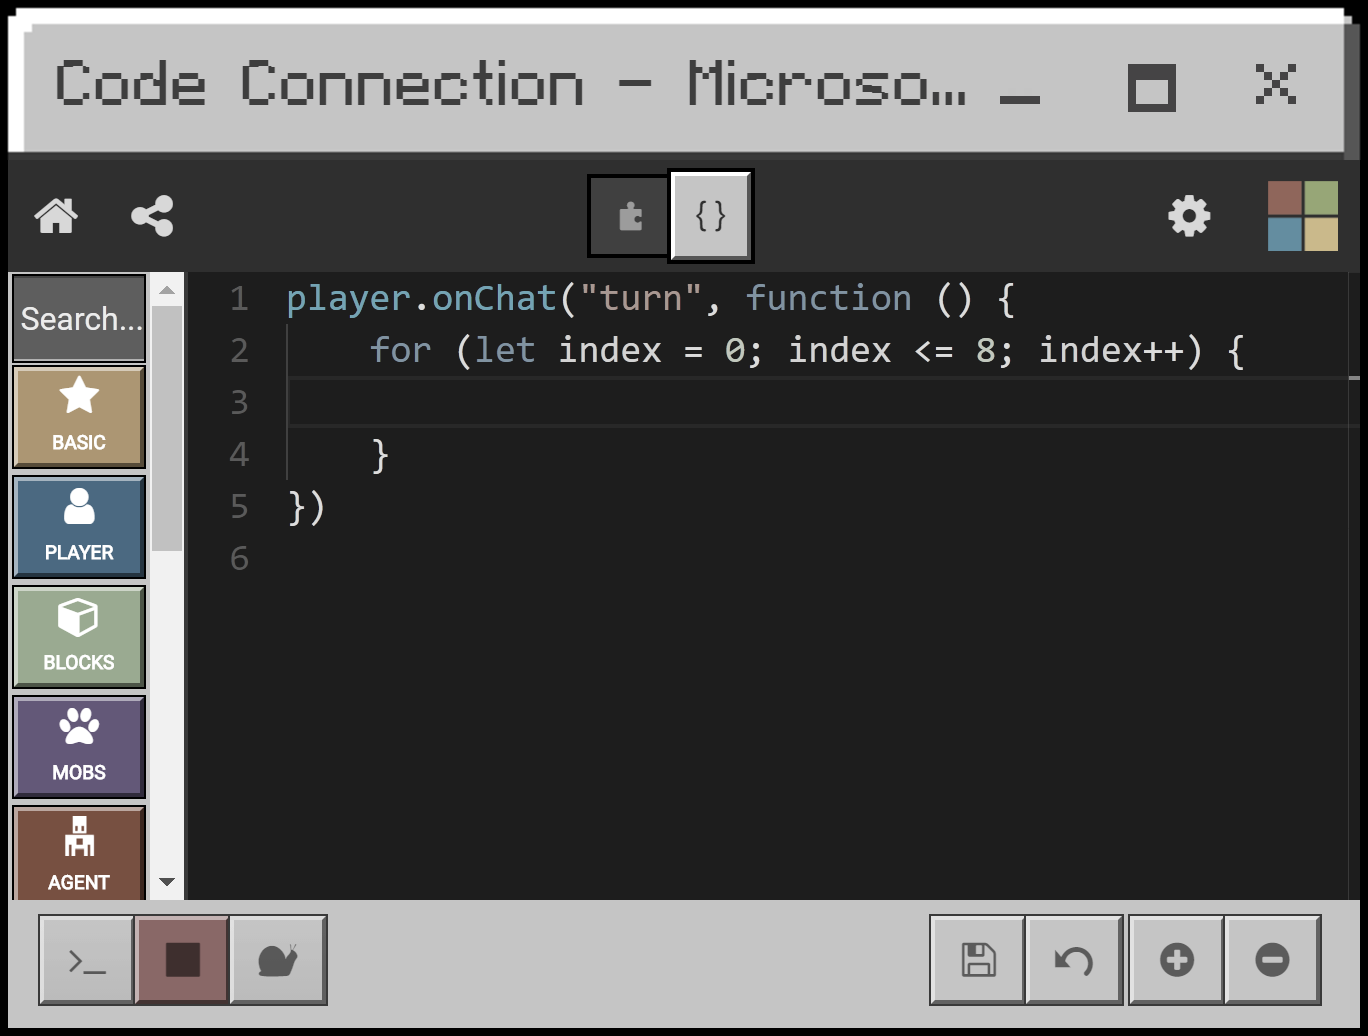 Code Connection - Microso…
{}
Search...
BASIC
PLAYER
BLOCKS
MOBS
AGENT
1 player.onChat("turn", function () {
2     for (let index = 0; index <= 8; index++) {
3
4     }
5 })
6
>_